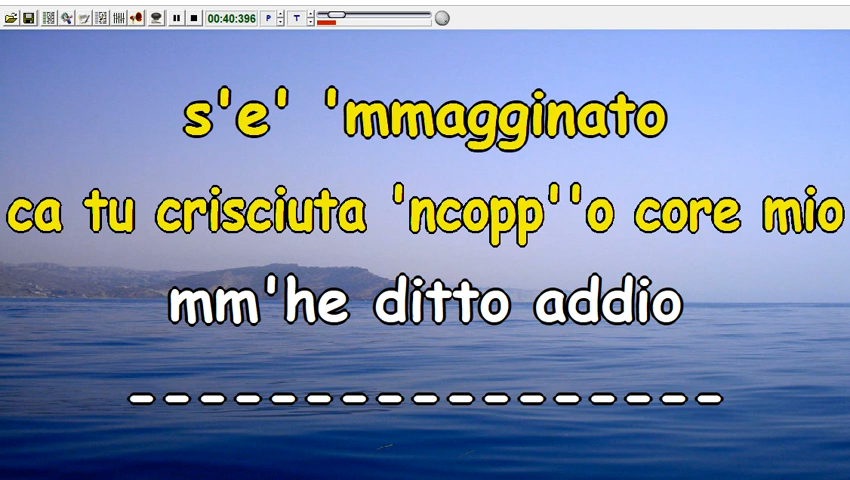 00:40:396 P T
s'e' 'mmagginato
ca tu crisciuta 'ncopp''o core mio
mm'he ditto addio
- - - - - - - - - - - - - - - - -